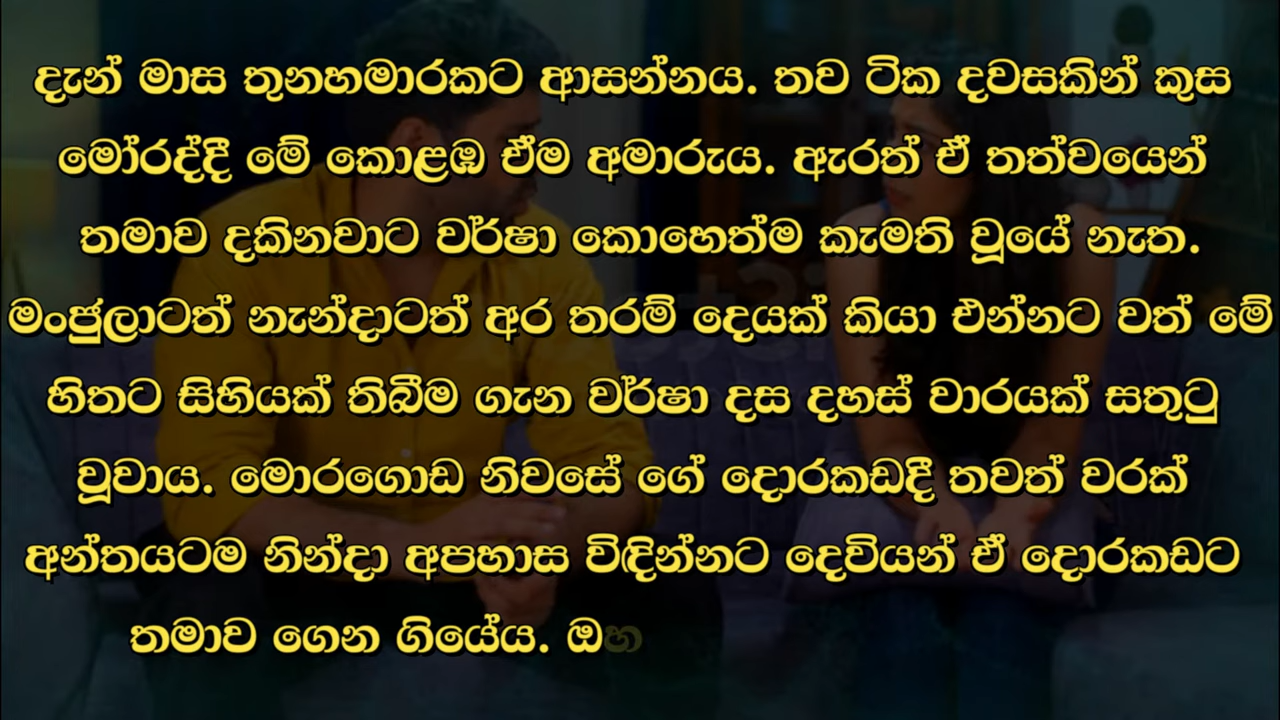 දැන් මාස තුනහමාරකට ආසන්නය. තව ටික දවසකින් කුස
මෝරද්දී මේ කොළඹ ඒම අමාරුය. ඇරත් ඒ තත්වයෙන්
තමාව දකිනවාට වර්ෂා කොහෙත්ම කැමති වූයේ නැත.
මංජුලාටත් නැන්දාටත් අර තරම් දෙයක් කියා එන්නට වත් මේ
හිතට සිහියක් තිබීම ගැන වර්ෂා දස දහස් වාරයක් සතුටු
වූවාය. මොරගොඩ නිවසේ ගේ දොරකඩදී තවත් වරක්
අන්තයටම නින්දා අපහාස විඳින්නට දෙවියන් ඒ දොරකඩට
තමාව ගෙන ගියේය. ඔහ